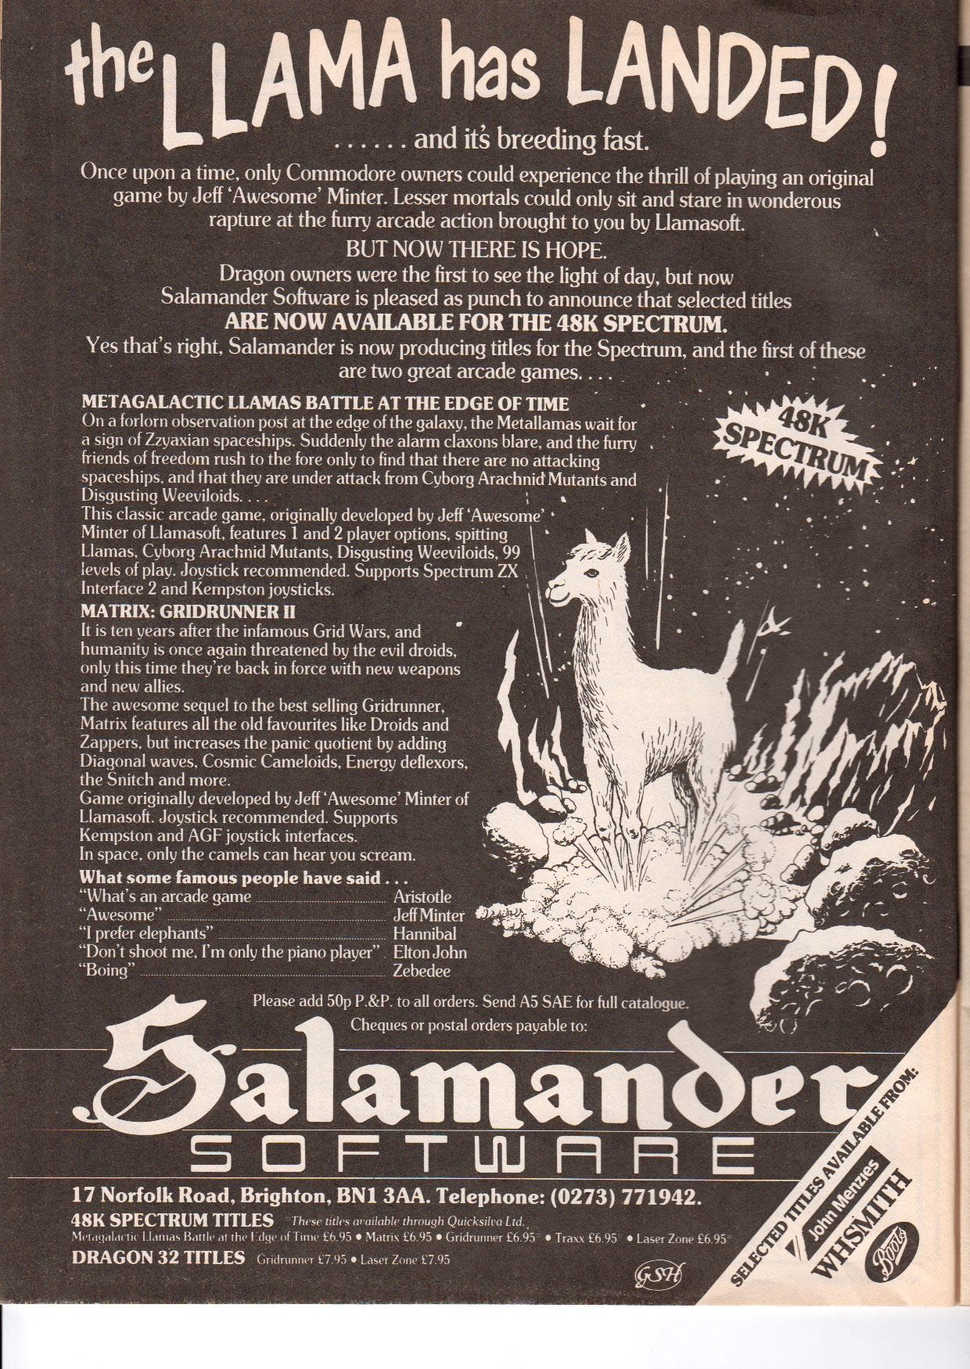 the LLAMA has LANDED!
. . . . . . and it's breeding fast.
Once upon a time, only Commodore owners could experience the thrill of playing an original
game by Jeff 'Awesome' Minter. Lesser mortals could only sit and stare in wonderous
rapture at the furry arcade action brought to you by Llamasoft.
BUT NOW THERE IS HOPE.
Dragon owners were the first to see the light of day, but now
Salamander Software is pleased as punch to announce that selected titles
ARE NOW AVAILABLE FOR THE 48K SPECTRUM.
Yes that's right, Salamander is now producing titles for the Spectrum, and the first of these
are two great arcade games. . . .
METAGALACTIC LLAMAS BATTLE AT THE EDGE OF TIME
On a forlorn observation post at the edge of the galaxy, the Metallamas wait for
a sign of Zzyaxian spaceships. Suddenly the alarm claxons blare, and the furry
friends of freedom rush to the fore only to find that there are no attacking
spaceships, and that they are under attack from Cyborg Arachnid Mutants and
Disgusting Weeviloids. . . .
This classic arcade game, originally developed by Jeff 'Awesome'
Minter of Llamasoft, features 1 and 2 player options, spitting
Llamas, Cyborg Arachnid Mutants, Disgusting Weeviloids, 99
levels of play. Joystick recommended. Supports Spectrum ZX
Interface 2 and Kempston joysticks.
48K
SPECTRUM
MATRIX: GRIDRUNNER II
It is ten years after the infamous Grid Wars, and
humanity is once again threatened by the evil droids,
only this time they're back in force with new weapons
and new allies.
The awesome sequel to the best selling Gridrunner,
Matrix features all the old favourites like Droids and
Zappers, but increases the panic quotient by adding
Diagonal waves, Cosmic Cameloids, Energy deflexors,
the Snitch and more.
Game originally developed by Jeff 'Awesome' Minter of
Llamasoft. Joystick recommended. Supports
Kempston and AGF joystick interfaces.
In space, only the camels can hear you scream.
What some famous people have said . . .
"What's an arcade game Aristotle
"Awesome" Jeff Minter
"I prefer elephants" Hannibal
"Don't shoot me, I'm only the piano player" Elton John
"Boing" Zebedee
Please add 50p P.&P. to all orders. Send A5 SAE for full catalogue.
Cheques or postal orders payable to:
Salamander
SOFTWARE
17 Norfolk Road, Brighton, BN1 3AA. Telephone: (0273) 771942.
48K SPECTRUM TITLES These titles available through Quicksilva Ltd.
Metagalactic Llamas Battle at the Edge of Time £6.95 ● Matrix £6.95 ● Gridrunner £6.95 ● Traxx £6.95 ● Laser Zone £6.95
DRAGON 32 TITLES Gridrunner £7.95 ● Laser Zone £7.95
GSH
SELECTED TITLES AVAILABLE FROM:
John Menzies
WHSMITH
Boots